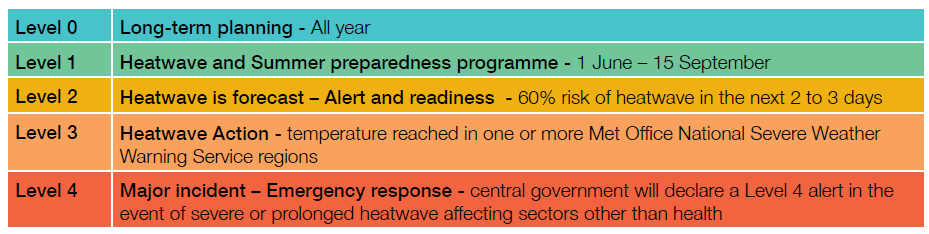 Level 0 Long-term planning - All year
Level 1 Heatwave and Summer preparedness programme - 1 June – 15 September
Level 2 Heatwave is forecast – Alert and readiness - 60% risk of heatwave in the next 2 to 3 days
Level 3 Heatwave Action - temperature reached in one or more Met Office National Severe Weather
Warning Service regions
Level 4 Major incident – Emergency response - central government will declare a Level 4 alert in the
event of severe or prolonged heatwave affecting sectors other than health